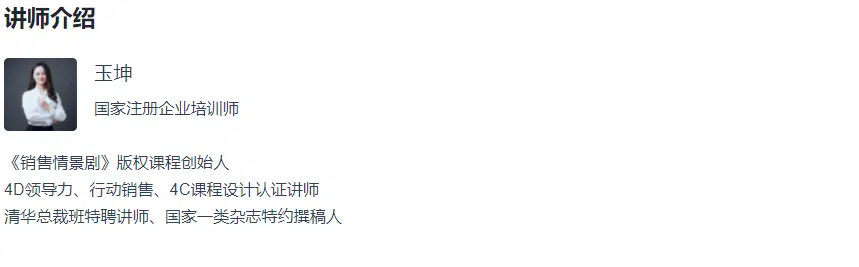 讲师介绍
玉坤
国家注册企业培训师
《销售情景剧》版权课程创始人
4D领导力、行动销售、4C课程设计认证讲师
清华总裁班特聘讲师、国家一类杂志特约撰稿人